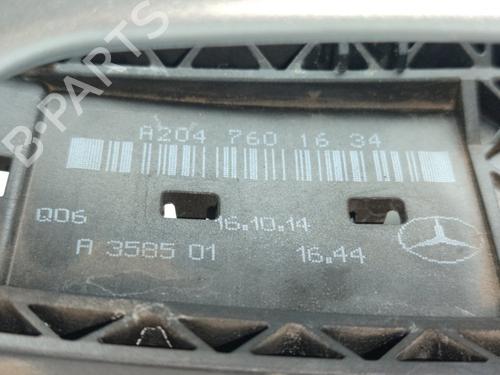 A204 760 16 34
Q06 16.10.14
A 3585 01 16.44
B-PARTS